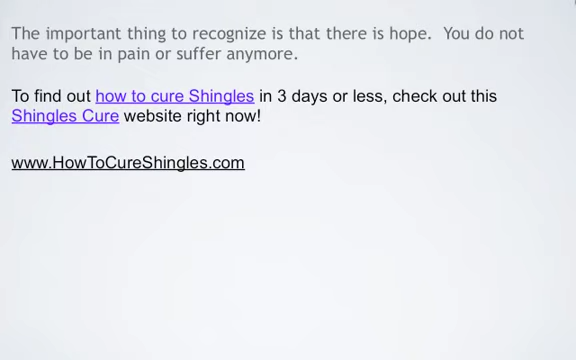 The important thing to recognize is that there is hope.  You do not
have to be in pain or suffer anymore.
To find out how to cure Shingles in 3 days or less, check out this
Shingles Cure website right now!
www.HowToCureShingles.com